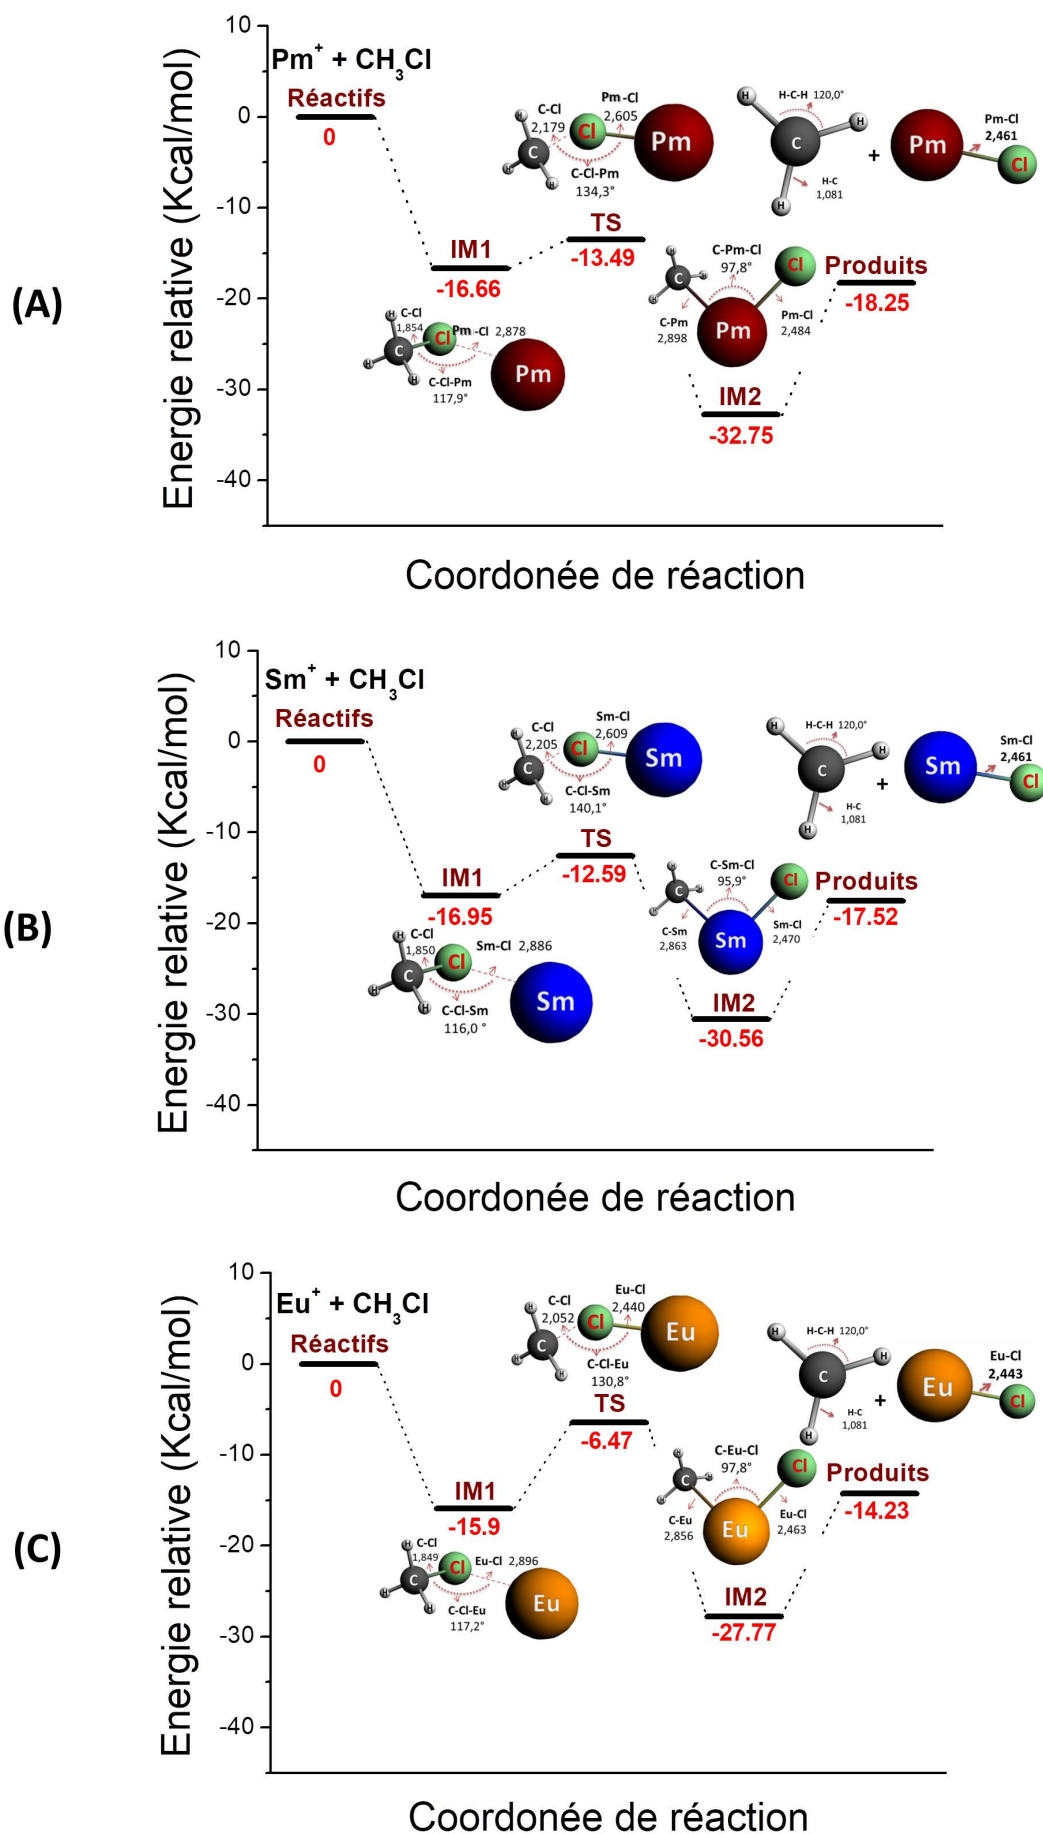 (A)
Energie relative (Kcal/mol)
10
0
-10
-20
-30
-40
Pm⁺ + CH₃Cl
Réactifs
0
IM1
-16.66
C-Cl
1,854
Cl
Pm-Cl 2,878
C
H
H
H
Pm
C-Cl-Pm
117,9°
TS
-13.49
C-Cl
2,179
Pm-Cl
2,605
H
C
H
H
Cl
Pm
C-Cl-Pm
134,3°
IM2
-32.75
C-Pm-Cl
97,8°
H
C
H
H
Cl
Pm
C-Pm
2,898
Pm-Cl
2,484
Produits
-18.25
H-C-H 120,0°
H
H
C
H
H-C
1,081
+
Pm
Pm-Cl
2,461
Cl
Coordonée de réaction
(B)
Energie relative (Kcal/mol)
10
0
-10
-20
-30
-40
Sm⁺ + CH₃Cl
Réactifs
0
IM1
-16.95
C-Cl
1,850
Cl
Sm-Cl 2,886
H
C
H
H
Sm
C-Cl-Sm
116,0 °
TS
-12.59
C-Cl
2,205
Sm-Cl
2,609
H
C
H
H
Cl
Sm
C-Cl-Sm
140,1°
IM2
-30.56
C-Sm-Cl
95,9°
H
C
H
H
Cl
Sm
C-Sm
2,863
Sm-Cl
2,470
Produits
-17.52
H-C-H 120,0°
H
H
C
H
H-C
1,081
+
Sm
Sm-Cl
2,461
Cl
Coordonée de réaction
(C)
Energie relative (Kcal/mol)
10
0
-10
-20
-30
-40
Eu⁺ + CH₃Cl
Réactifs
0
IM1
-15.9
C-Cl
1,849
Cl
Eu-Cl 2,896
H
C
H
H
Eu
C-Cl-Eu
117,2°
TS
-6.47
C-Cl
2,052
Eu-Cl
2,440
H
C
H
H
Cl
Eu
C-Cl-Eu
130,8°
IM2
-27.77
C-Eu-Cl
97,8°
H
C
H
H
Cl
Eu
C-Eu
2,856
Eu-Cl
2,463
Produits
-14.23
H-C-H 120,0°
H
H
C
H
H-C
1,081
+
Eu
Eu-Cl
2,443
Cl
Coordonée de réaction